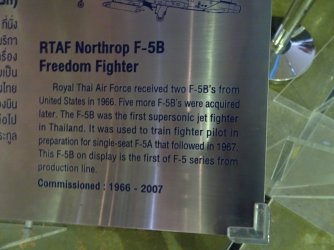 RTAF Northrop F-5B
Freedom Fighter
Royal Thai Air Force received two F-5B's from
United States in 1966. Five more F-5B's were acquired
later. The F-5B was the first supersonic jet fighter
in Thailand. It was used to train fighter pilot in
preparation for single-seat F-5A that followed in 1967.
This F-5B on display is the first of F-5 series from
production line.
Commissioned : 1966 - 2007